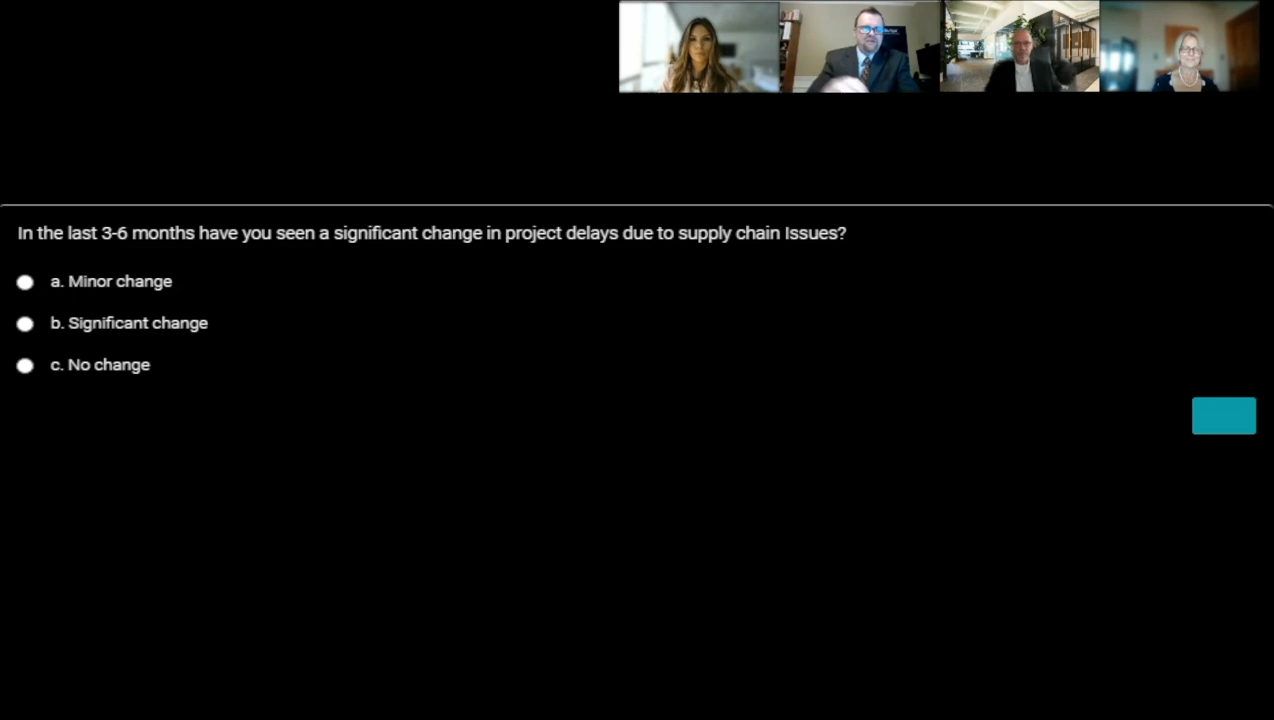 In the last 3-6 months have you seen a significant change in project delays due to supply chain Issues?
a. Minor change
b. Significant change
c. No change